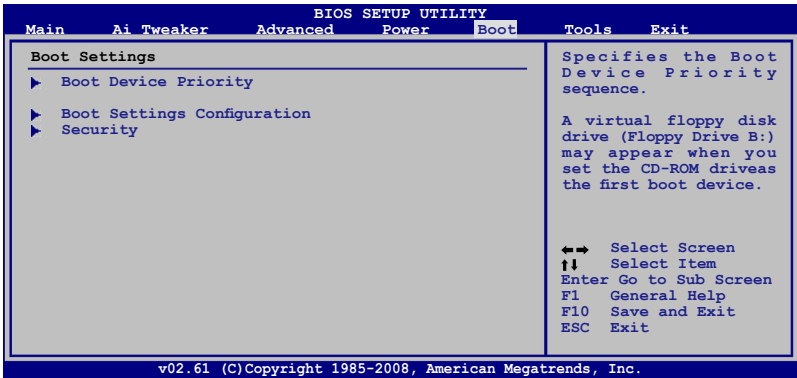 BIOS SETUP UTILITY
Main Ai Tweaker Advanced Power Boot Tools Exit
Boot Settings
Boot Device Priority
Boot Settings Configuration
Security
Specifies the Boot
Device Priority
sequence.
A virtual floppy disk
drive (Floppy Drive B:)
may appear when you
set the CD-ROM driveas
the first boot device.
Select Screen
Select Item
Enter Go to Sub Screen
F1 General Help
F10 Save and Exit
ESC Exit
v02.61 (C)Copyright 1985-2008, American Megatrends, Inc.